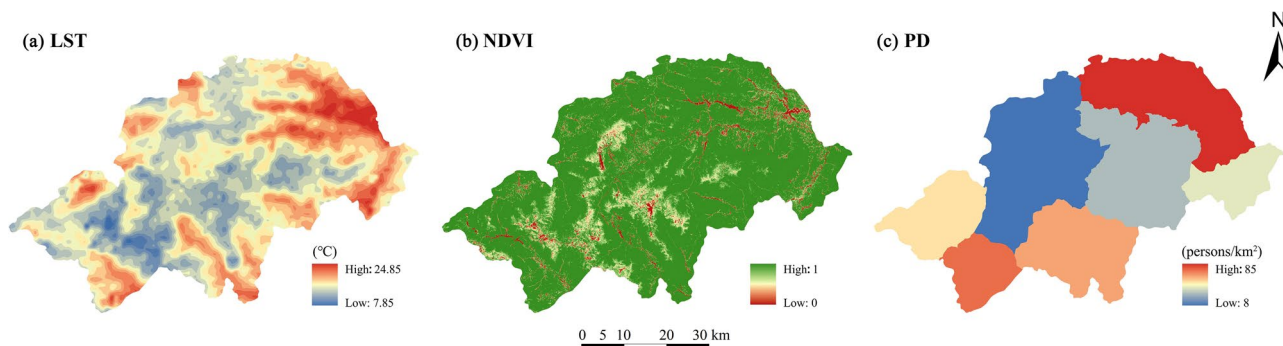 (a) LST
(b) NDVI
(c) PD
N
(℃)
High: 24.85
Low: 7.85
High: 1
Low: 0
(persons/km²)
High: 85
Low: 8
0 5 10 20 30 km